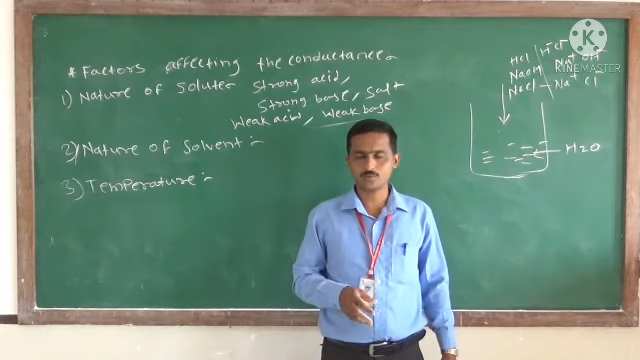 * Factors affecting the conductance-
1) Nature of Solute- Strong acid,
Strong base, Salt
Weak acid, Weak base
2) Nature of Solvent:-
3) Temperature:-
HCl | H+ Cl-
NaOH | Na+ OH
NaCl - Na+ Cl
H2O
K
KINEMASTER